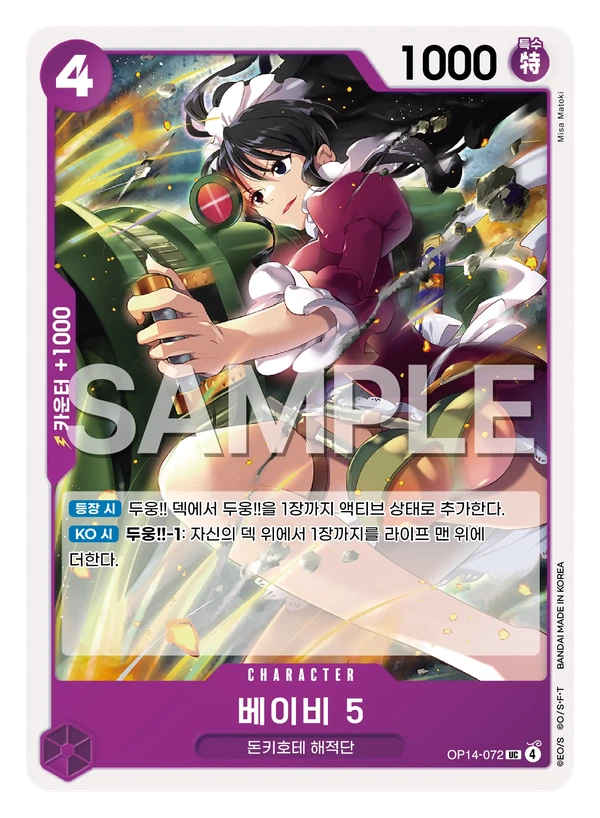 4
1000
특수
特
Misa Matoki
카운터 +1000
SAMPLE
등장 시 두웅!! 덱에서 두웅!!을 1장까지 액티브 상태로 추가한다.
KO 시 두웅!!-1: 자신의 덱 위에서 1장까지를 라이프 맨 위에
더한다.
CHARACTER
베이비 5
돈키호테 해적단
OP14-072 UC 4
©E.O/S ©O/S·F·T BANDAI MADE IN KOREA